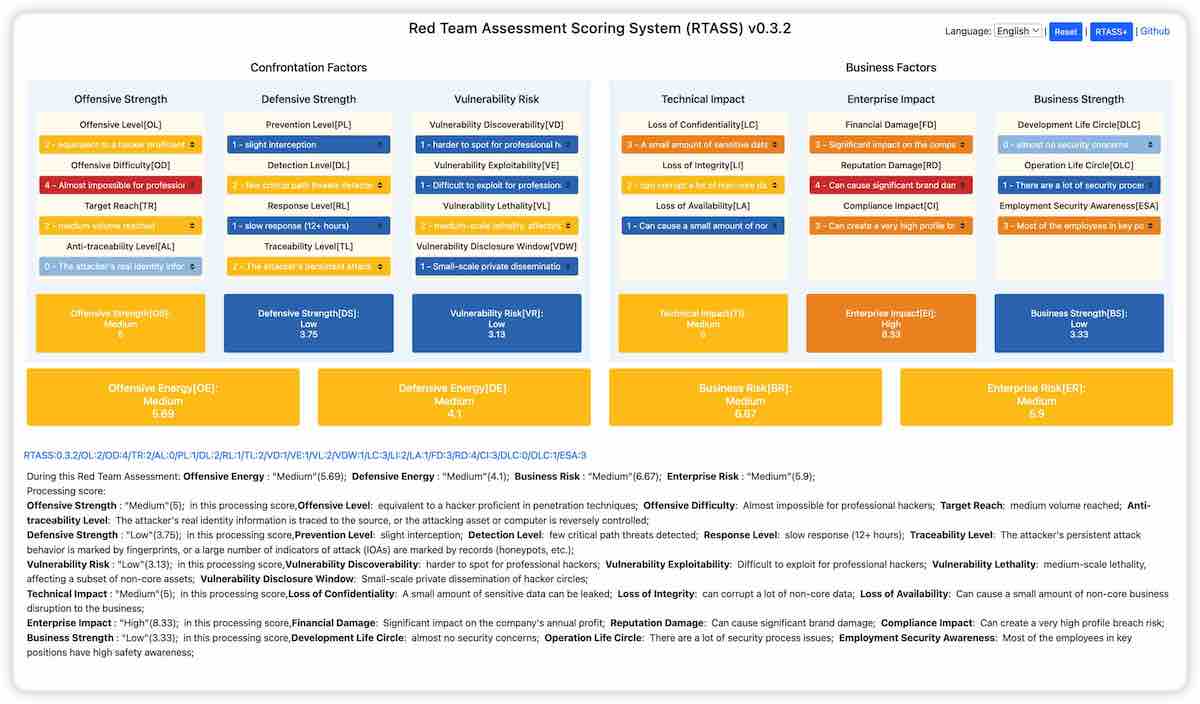 Red Team Assessment Scoring System (RTASS) v0.3.2
Language: English | Reset | RTASS+ | Github
Confrontation Factors
Business Factors
Offensive Strength
Defensive Strength
Vulnerability Risk
Technical Impact
Enterprise Impact
Business Strength
Offensive Level[OL]
Prevention Level[PL]
Vulnerability Discoverability[VD]
Loss of Confidentiality[LC]
Financial Damage[FD]
Development Life Circle[DLC]
2 - equivalent to a hacker proficient
1 - slight interception
1 - harder to spot for professional h
3 - A small amount of sensitive data
3 - Significant impact on the compa
0 - almost no security concerns
Offensive Difficulty[OD]
Detection Level[DL]
Vulnerability Exploitability[VE]
Loss of Integrity[LI]
Reputation Damage[RD]
Operation Life Circle[OLC]
4 - Almost impossible for profession
2 - few critical path threats detected
1 - Difficult to exploit for profession
2 - can corrupt a lot of non-core da
4 - Can cause significant brand dam
1 - There are a lot of security proces
Target Reach[TR]
Response Level[RL]
Vulnerability Lethality[VL]
Loss of Availability[LA]
Compliance Impact[CI]
Employment Security Awareness[ESA]
2 - medium volume reached
1 - slow response (12+ hours)
2 - medium-scale lethality, affecting
1 - Can cause a small amount of nor
3 - Can create a very high profile br
3 - Most of the employees in key po
Anti-traceability Level[AL]
Traceability Level[TL]
Vulnerability Disclosure Window[VDW]
0 - The attacker's real identity infor
2 - The attacker's persistent attack
1 - Small-scale private disseminatio
Offensive Strength[OS]:
Medium
5
Defensive Strength[DS]:
Low
3.75
Vulnerability Risk[VR]:
Low
3.13
Technical Impact[TI]:
Medium
5
Enterprise Impact[EI]:
High
8.33
Business Strength[BS]:
Low
3.33
Offensive Energy[OE]:
Medium
5.69
Defensive Energy[DE]:
Medium
4.1
Business Risk[BR]:
Medium
6.67
Enterprise Risk[ER]:
Medium
5.9
RTASS:0.3.2/OL:2/OD:4/TR:2/AL:0/PL:1/DL:2/RL:1/TL:2/VD:1/VE:1/VL:2/VDW:1/LC:3/LI:2/LA:1/FD:3/RD:4/CI:3/DLC:0/OLC:1/ESA:3
During this Red Team Assessment: Offensive Energy : "Medium"(5.69); Defensive Energy : "Medium"(4.1); Business Risk : "Medium"(6.67); Enterprise Risk : "Medium"(5.9);
Processing score:
Offensive Strength : "Medium"(5); in this processing score,Offensive Level: equivalent to a hacker proficient in penetration techniques; Offensive Difficulty: Almost impossible for professional hackers; Target Reach: medium volume reached; Anti-
traceability Level: The attacker's real identity information is traced to the source, or the attacking asset or computer is reversely controlled;
Defensive Strength : "Low"(3.75); in this processing score,Prevention Level: slight interception; Detection Level: few critical path threats detected; Response Level: slow response (12+ hours); Traceability Level: The attacker's persistent attack
behavior is marked by fingerprints, or a large number of indicators of attack (IOAs) are marked by records (honeypots, etc.);
Vulnerability Risk : "Low"(3.13); in this processing score,Vulnerability Discoverability: harder to spot for professional hackers; Vulnerability Exploitability: Difficult to exploit for professional hackers; Vulnerability Lethality: medium-scale lethality,
affecting a subset of non-core assets; Vulnerability Disclosure Window: Small-scale private dissemination of hacker circles;
Technical Impact : "Medium"(5); in this processing score,Loss of Confidentiality: A small amount of sensitive data can be leaked; Loss of Integrity: can corrupt a lot of non-core data; Loss of Availability: Can cause a small amount of non-core business
disruption to the business;
Enterprise Impact : "High"(8.33); in this processing score,Financial Damage: Significant impact on the company's annual profit; Reputation Damage: Can cause significant brand damage; Compliance Impact: Can create a very high profile breach risk;
Business Strength : "Low"(3.33); in this processing score,Development Life Circle: almost no security concerns; Operation Life Circle: There are a lot of security process issues; Employment Security Awareness: Most of the employees in key
positions have high safety awareness;